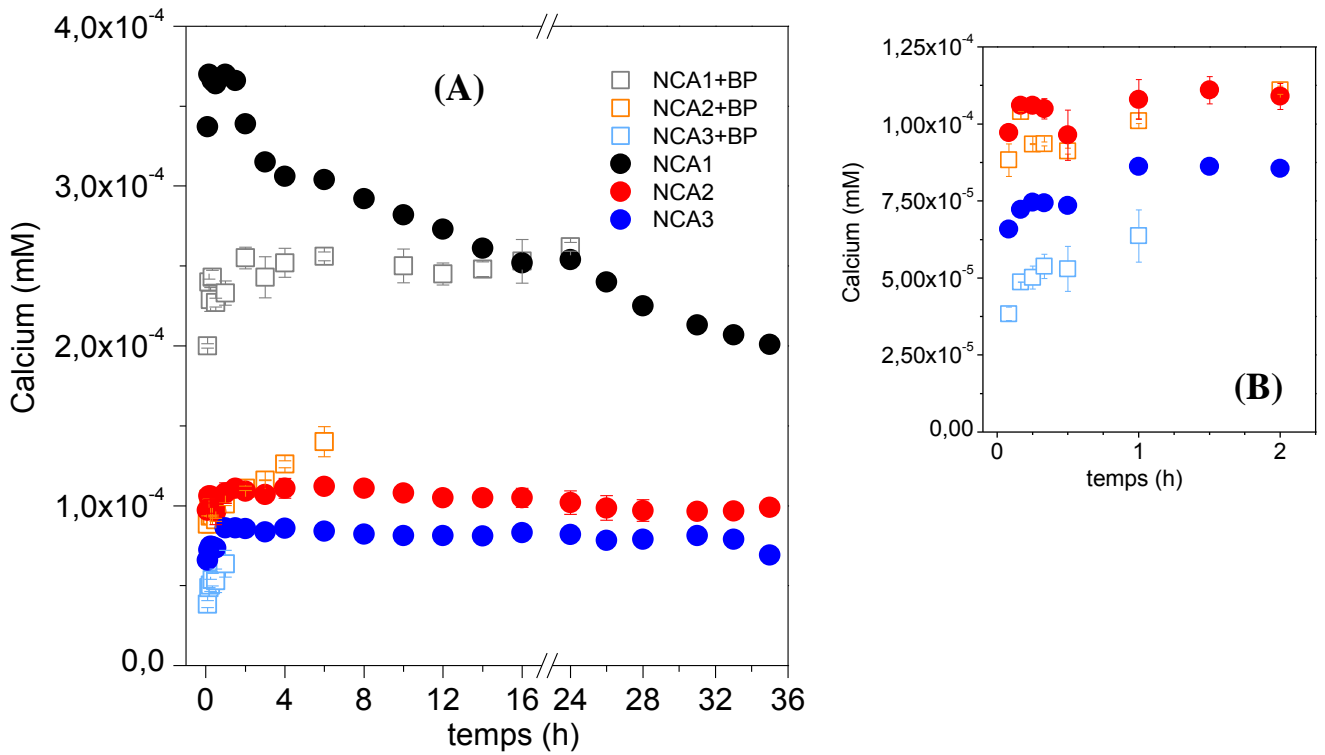 4,0x10-4
3,0x10-4
2,0x10-4
1,0x10-4
0,0
Calcium (mM)
(A)
NCA1+BP
NCA2+BP
NCA3+BP
NCA1
NCA2
NCA3
0 4 8 12 16 24 28 32 36
temps (h)
1,25x10-4
1,00x10-4
7,50x10-5
5,00x10-5
2,50x10-5
0,00
Calcium (mM)
(B)
0 1 2
temps (h)